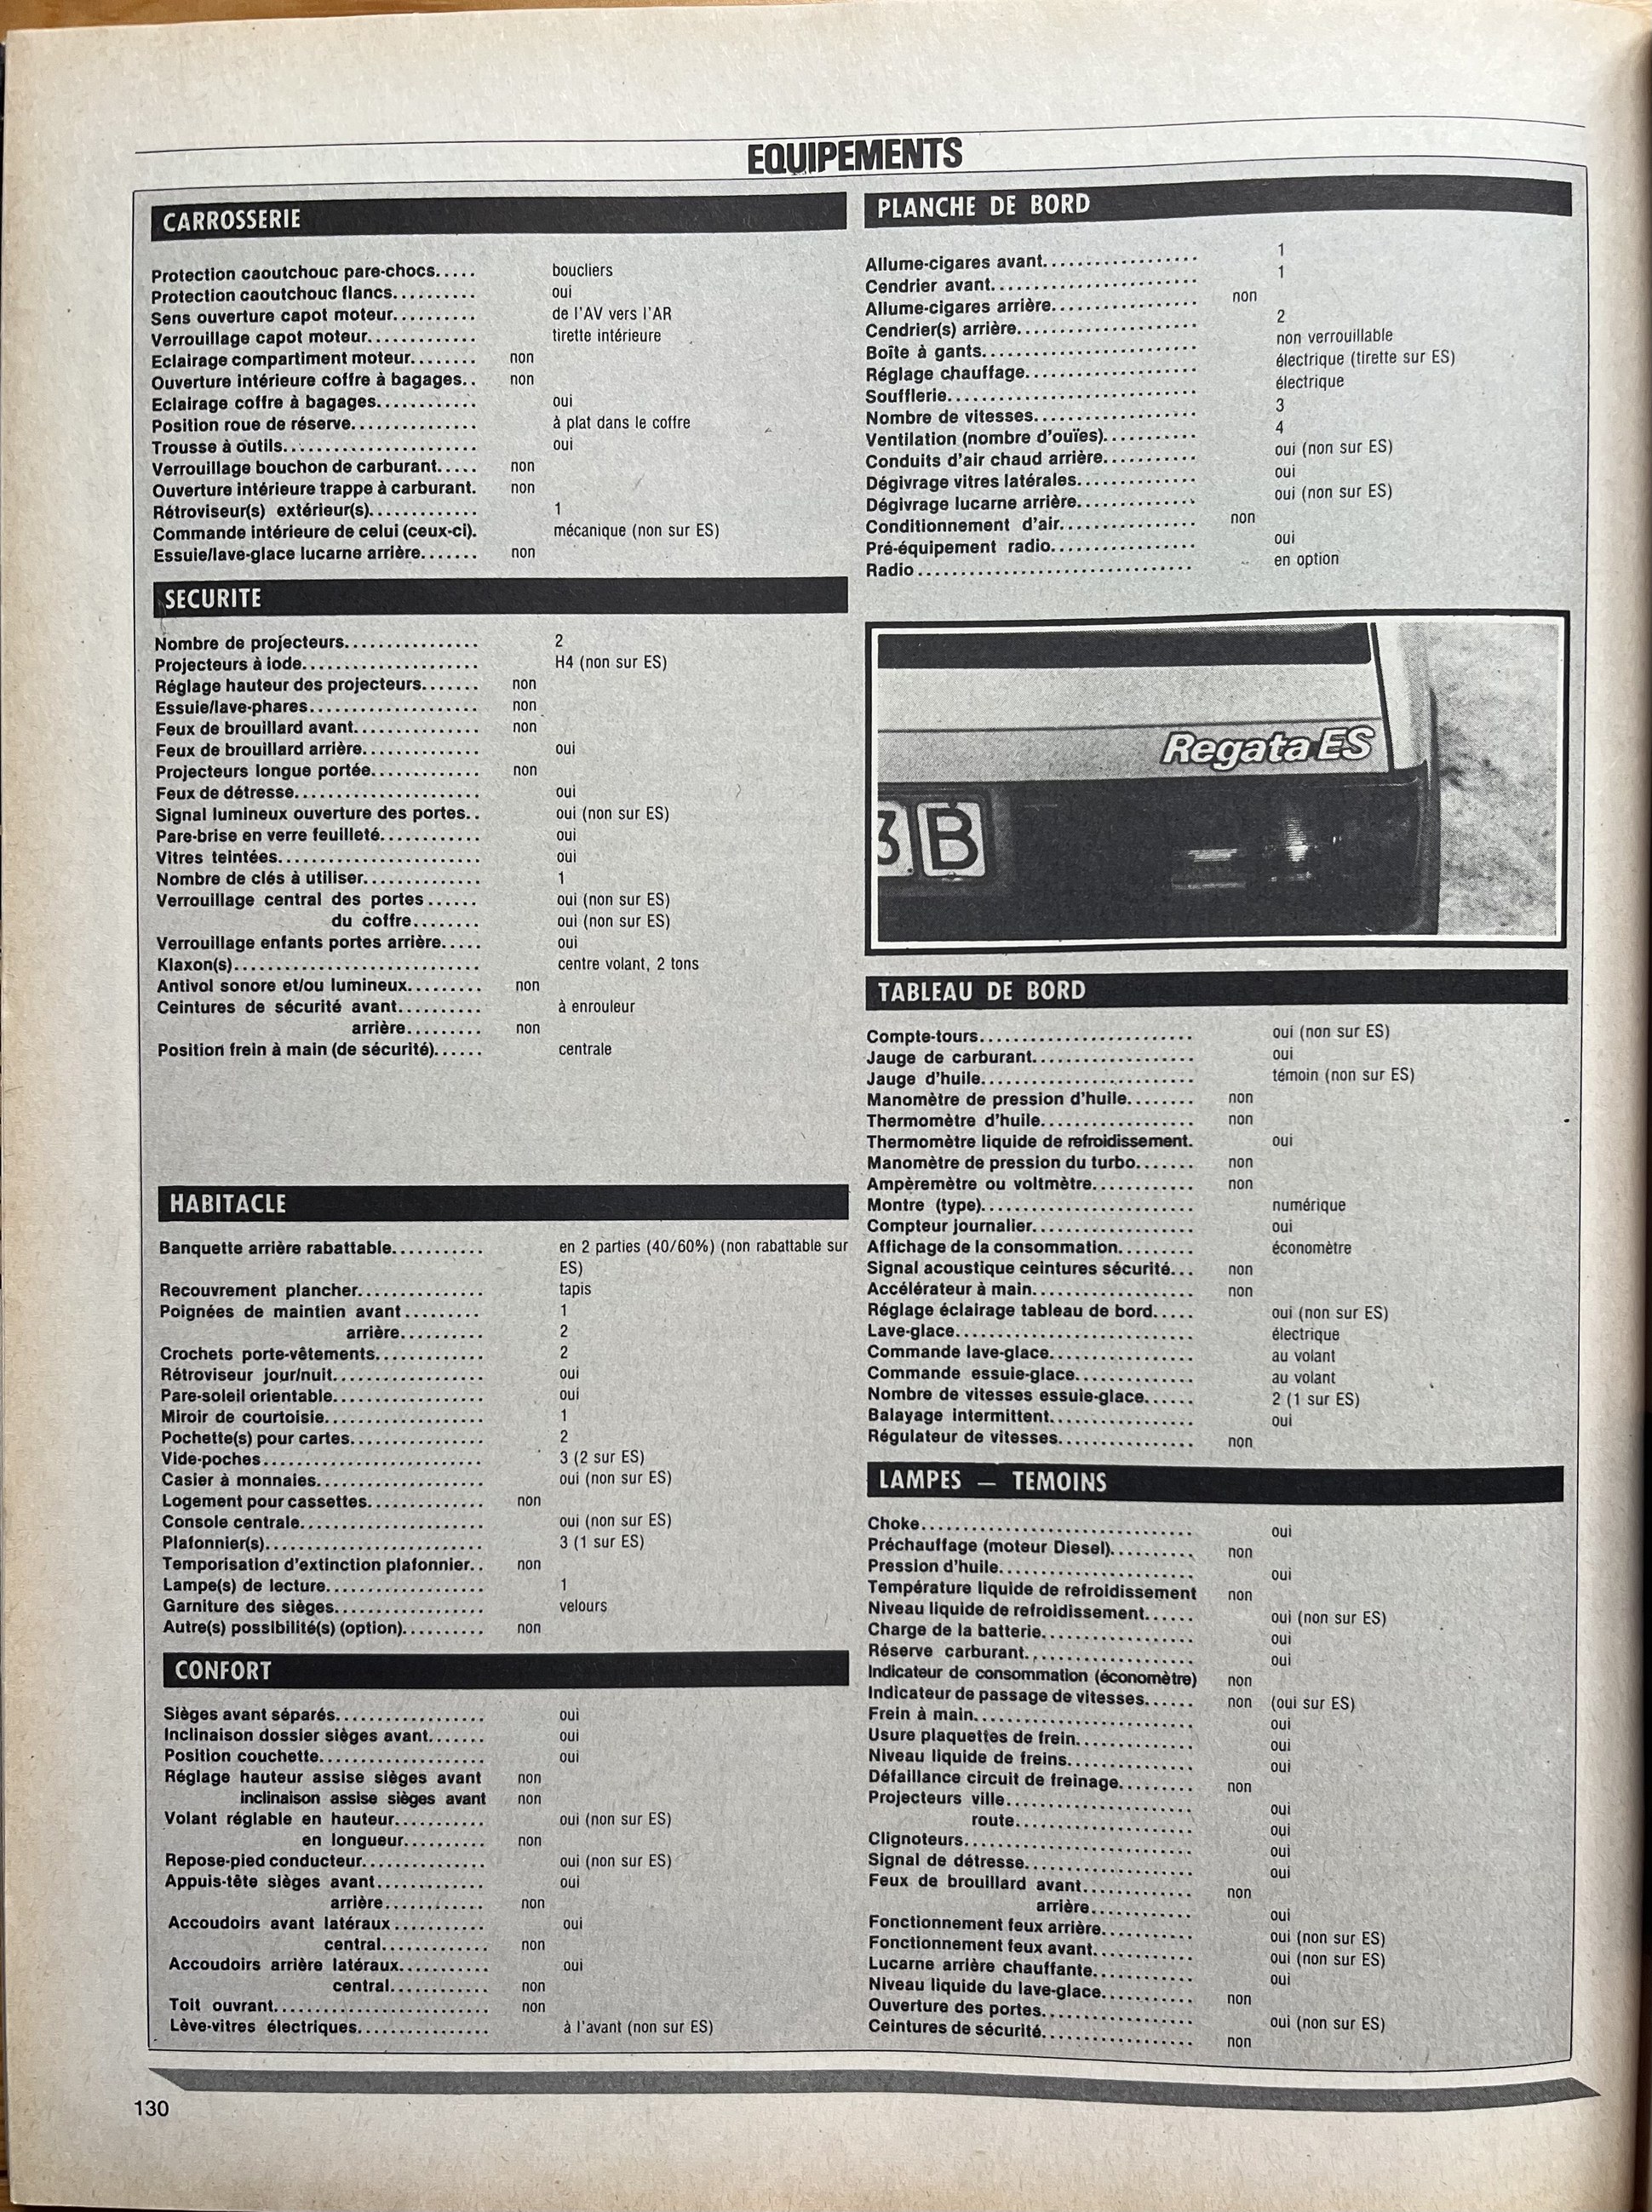 EQUIPEMENTS
CARROSSERIE
Protection caoutchouc pare-chocs..... boucliers
Protection caoutchouc flancs.......... oui
Sens ouverture capot moteur.......... de l'AV vers l'AR
Verrouillage capot moteur............. tirette intérieure
Eclairage compartiment moteur........ non
Ouverture intérieure coffre à bagages.. non
Eclairage coffre à bagages............ oui
Position roue de réserve............... à plat dans le coffre
Trousse à outils....................... oui
Verrouillage bouchon de carburant..... non
Ouverture intérieure trappe à carburant. non
Rétroviseur(s) extérieur(s)............. 1
Commande intérieure de celui (ceux-ci). mécanique (non sur ES)
Essuie/lave-glace lucarne arrière....... non
SECURITE
Nombre de projecteurs................ 2
Projecteurs à iode..................... H4 (non sur ES)
Réglage hauteur des projecteurs....... non
Essuie/lave-phares.................... non
Feux de brouillard avant............... non
Feux de brouillard arrière.............. oui
Projecteurs longue portée............. non
Feux de détresse....................... oui
Signal lumineux ouverture des portes.. oui (non sur ES)
Pare-brise en verre feuilleté............ oui
Vitres teintées......................... oui
Nombre de clés à utiliser.............. 1
Verrouillage central des portes ...... oui (non sur ES)
du coffre........ oui (non sur ES)
Verrouillage enfants portes arrière..... oui
Klaxon(s).............................. centre volant, 2 tons
Antivol sonore et/ou lumineux......... non
Ceintures de sécurité avant.......... à enrouleur
arrière......... non
Position frein à main (de sécurité)...... centrale
HABITACLE
Banquette arrière rabattable........... en 2 parties (40/60%) (non rabattable sur
ES)
Recouvrement plancher............... tapis
Poignées de maintien avant ......... 1
arrière.......... 2
Crochets porte-vêtements............. 2
Rétroviseur jour/nuit.................. oui
Pare-soleil orientable.................. oui
Miroir de courtoisie................... 1
Pochette(s) pour cartes................ 2
Vide-poches.......................... 3 (2 sur ES)
Casier à monnaies.................... oui (non sur ES)
Logement pour cassettes.............. non
Console centrale...................... oui (non sur ES)
Plafonnier(s).......................... 3 (1 sur ES)
Temporisation d'extinction plafonnier.. non
Lampe(s) de lecture................... 1
Garniture des sièges.................. velours
Autre(s) possibilité(s) (option).......... non
CONFORT
Sièges avant séparés.................. oui
Inclinaison dossier sièges avant....... oui
Position couchette.................... oui
Réglage hauteur assise sièges avant non
inclinaison assise sièges avant non
Volant réglable en hauteur........... oui (non sur ES)
en longueur.......... non
Repose-pied conducteur............... oui (non sur ES)
Appuis-tête sièges avant............. oui
arrière............ non
Accoudoirs avant latéraux ........... oui
central............. non
Accoudoirs arrière latéraux........... oui
central............ non
Toit ouvrant.......................... non
Lève-vitres électriques................ à l'avant (non sur ES)
PLANCHE DE BORD
Allume-cigares avant.................. 1
Cendrier avant........................ 1
Allume-cigares arrière................. non
Cendrier(s) arrière..................... 2
Boîte à gants......................... non verrouillable
Réglage chauffage.................... électrique (tirette sur ES)
Soufflerie............................. électrique
Nombre de vitesses................... 3
Ventilation (nombre d'ouïes)........... 4
Conduits d'air chaud arrière........... oui (non sur ES)
Dégivrage vitres latérales.............. oui
Dégivrage lucarne arrière.............. oui (non sur ES)
Conditionnement d'air................ non
Pré-équipement radio................. oui
Radio ................................. en option
Regata ES
3 B
TABLEAU DE BORD
Compte-tours.......................... oui (non sur ES)
Jauge de carburant.................... oui
Jauge d'huile.......................... témoin (non sur ES)
Manomètre de pression d'huile........ non
Thermomètre d'huile.................. non
Thermomètre liquide de refroidissement. oui
Manomètre de pression du turbo....... non
Ampèremètre ou voltmètre............ non
Montre (type)......................... numérique
Compteur journalier................... oui
Affichage de la consommation......... économètre
Signal acoustique ceintures sécurité... non
Accélérateur à main................... non
Réglage éclairage tableau de bord..... oui (non sur ES)
Lave-glace............................ électrique
Commande lave-glace................. au volant
Commande essuie-glace.............. au volant
Nombre de vitesses essuie-glace...... 2 (1 sur ES)
Balayage intermittent................. oui
Régulateur de vitesses................ non
LAMPES — TEMOINS
Choke................................ oui
Préchauffage (moteur Diesel).......... non
Pression d'huile....................... oui
Température liquide de refroidissement non
Niveau liquide de refroidissement...... oui (non sur ES)
Charge de la batterie.................. oui
Réserve carburant.................... oui
Indicateur de consommation (économètre) non
Indicateur de passage de vitesses...... non (oui sur ES)
Frein à main.......................... oui
Usure plaquettes de frein.............. oui
Niveau liquide de freins............... oui
Défaillance circuit de freinage......... non
Projecteurs ville...................... oui
route..................... oui
Clignoteurs........................... oui
Signal de détresse.................... oui
Feux de brouillard avant............. non
arrière............ oui
Fonctionnement feux arrière........... oui (non sur ES)
Fonctionnement feux avant............ oui (non sur ES)
Lucarne arrière chauffante............ oui
Niveau liquide du lave-glace........... non
Ouverture des portes.................. oui (non sur ES)
Ceintures de sécurité.................. non
130